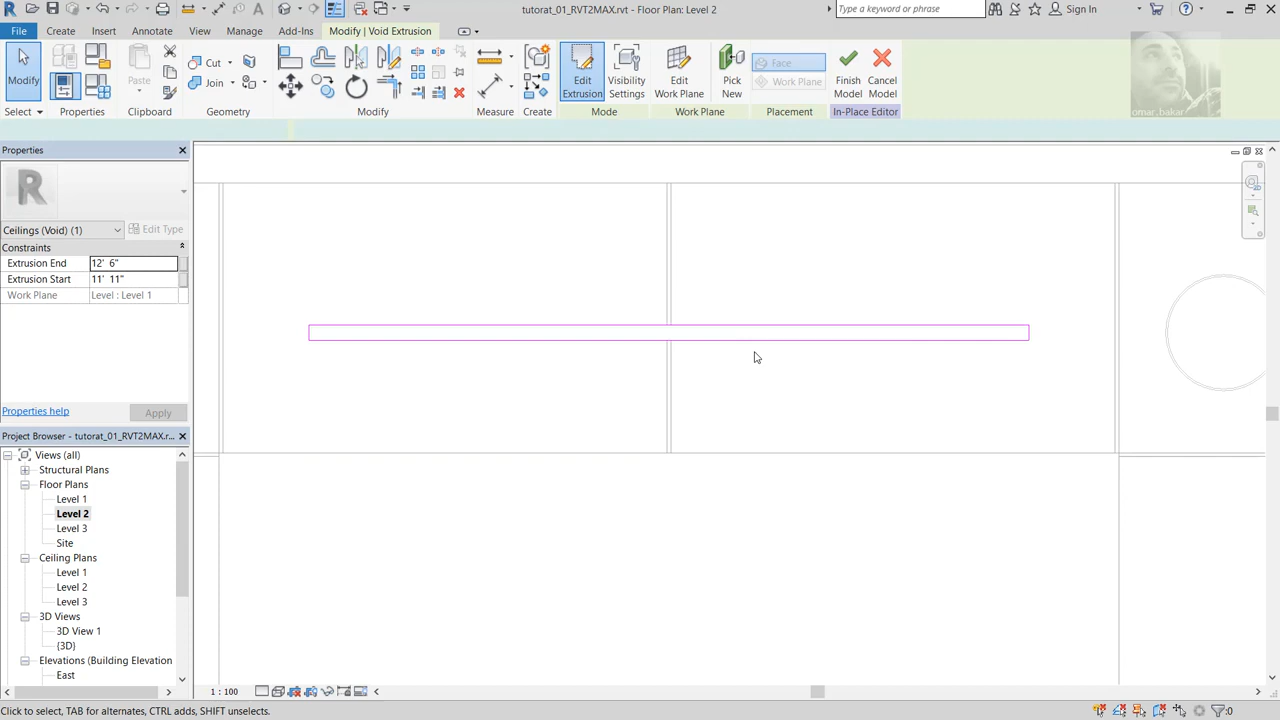 tutorat_01_RVT2MAX.rvt - Floor Plan: Level 2
Type a keyword or phrase
Sign In
File
Create
Insert
Annotate
View
Manage
Add-Ins
Modify | Void Extrusion
Modify
Select
Properties
Paste
Clipboard
Cut
Join
Geometry
Modify
Measure
Create
Edit Extrusion
Visibility Settings
Mode
Edit Work Plane
Work Plane
Pick New
Face
Work Plane
Placement
Finish Model
Cancel Model
In-Place Editor
omar_bakar
Properties
Ceilings (Void) (1)
Edit Type
Constraints
Extrusion End 12' 6"
Extrusion Start 11' 11"
Work Plane Level : Level 1
Properties help
Apply
Project Browser - tutorat_01_RVT2MAX.r...
Views (all)
Structural Plans
Floor Plans
Level 1
Level 2
Level 3
Site
Ceiling Plans
Level 1
Level 2
Level 3
3D Views
3D View 1
{3D}
Elevations (Building Elevation
East
1 : 100
Click to select, TAB for alternates, CTRL adds, SHIFT unselects.
:0